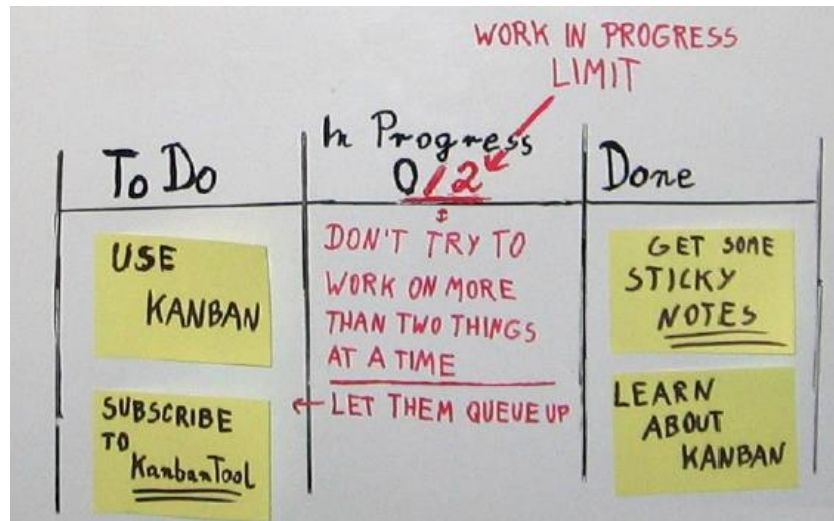 WORK IN PROGRESS
LIMIT
To Do
In Progress
0/2
Done
USE
KANBAN
SUBSCRIBE
TO
KanbanTool
DON'T TRY TO
WORK ON MORE
THAN TWO THINGS
AT A TIME
← LET THEM QUEUE UP
GET SOME
STICKY
NOTES
LEARN
ABOUT
KANBAN